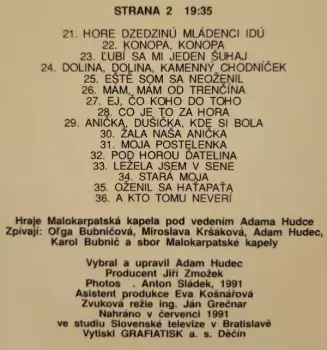 STRANA 2 19:35
21. HORE DZEDZINÚ MLÁDENCI IDÚ
22. KONOPA, KONOPA
23. ĽÚBI SA MI JEDEN ŠUHAJ
24. DOLINA, DOLINA, KAMENNÝ CHODNÍČEK
25. EŠTĚ SOM SA NEOŽENIL
26. MÁM, MÁM OD TRENČÍNA
27. EJ, ČO KOHO DO TOHO
28. ČO JE TO ZA HORA
29. ANIČKA, DUŠIČKA, KDE SI BOLA
30. ŽALA NAŠA ANIČKA
31. MOJA POSTELENKA
32. POD HOROU ĎATELINA
33. LEŽELA JSEM V SENE
34. STARÁ MOJA
35. OŽENIL SA HAŤAPAŤA
36. A KTO TOMU NEVERÍ
Hraje Malokarpatská kapela pod vedením Adama Hudce
Zpívají: Oľga Bubničová, Miroslava Kršáková, Adam Hudec,
Karol Bubnič a sbor Malokarpatské kapely
Vybral a upravil Adam Hudec
Producent Jiří Zmožek
Photos . Anton Sládek, 1991
Asistent produkce Eva Košnářová
Zvuková režie ing. Ján Grečnar
Nahráno v červenci 1991
ve studiu Slovenské televize v Bratislavě
Vytiskl GRAFIATISK a. s. Děčín